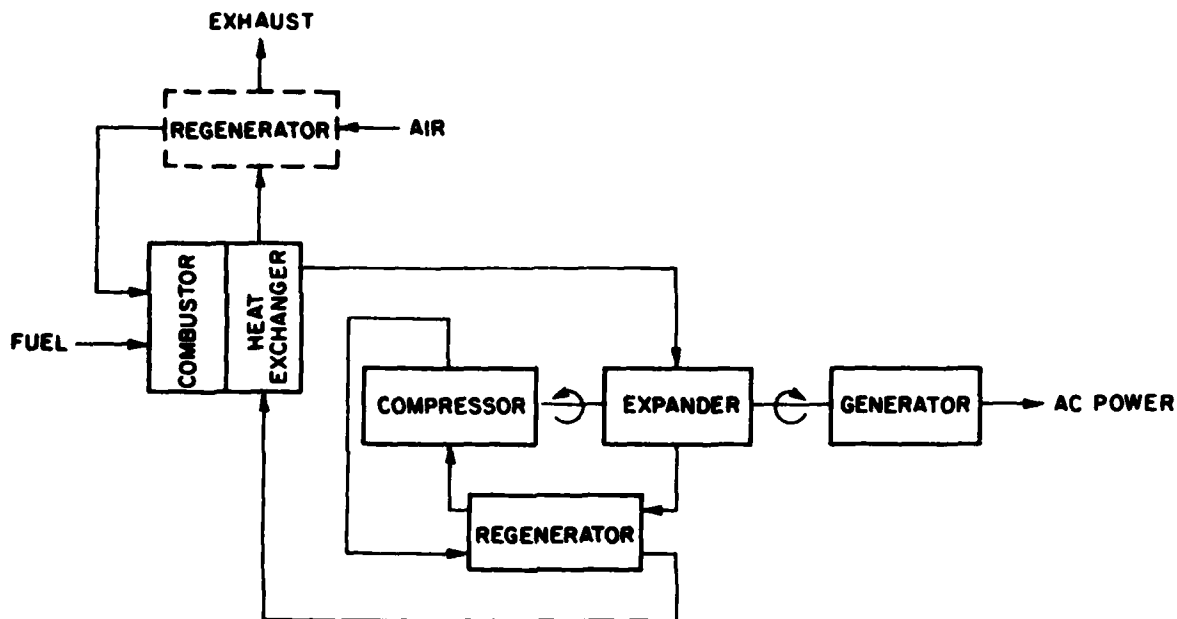 EXHAUST
REGENERATOR
AIR
COMBUSTOR
HEAT
EXCHANGER
FUEL
COMPRESSOR
EXPANDER
GENERATOR
AC POWER
REGENERATOR